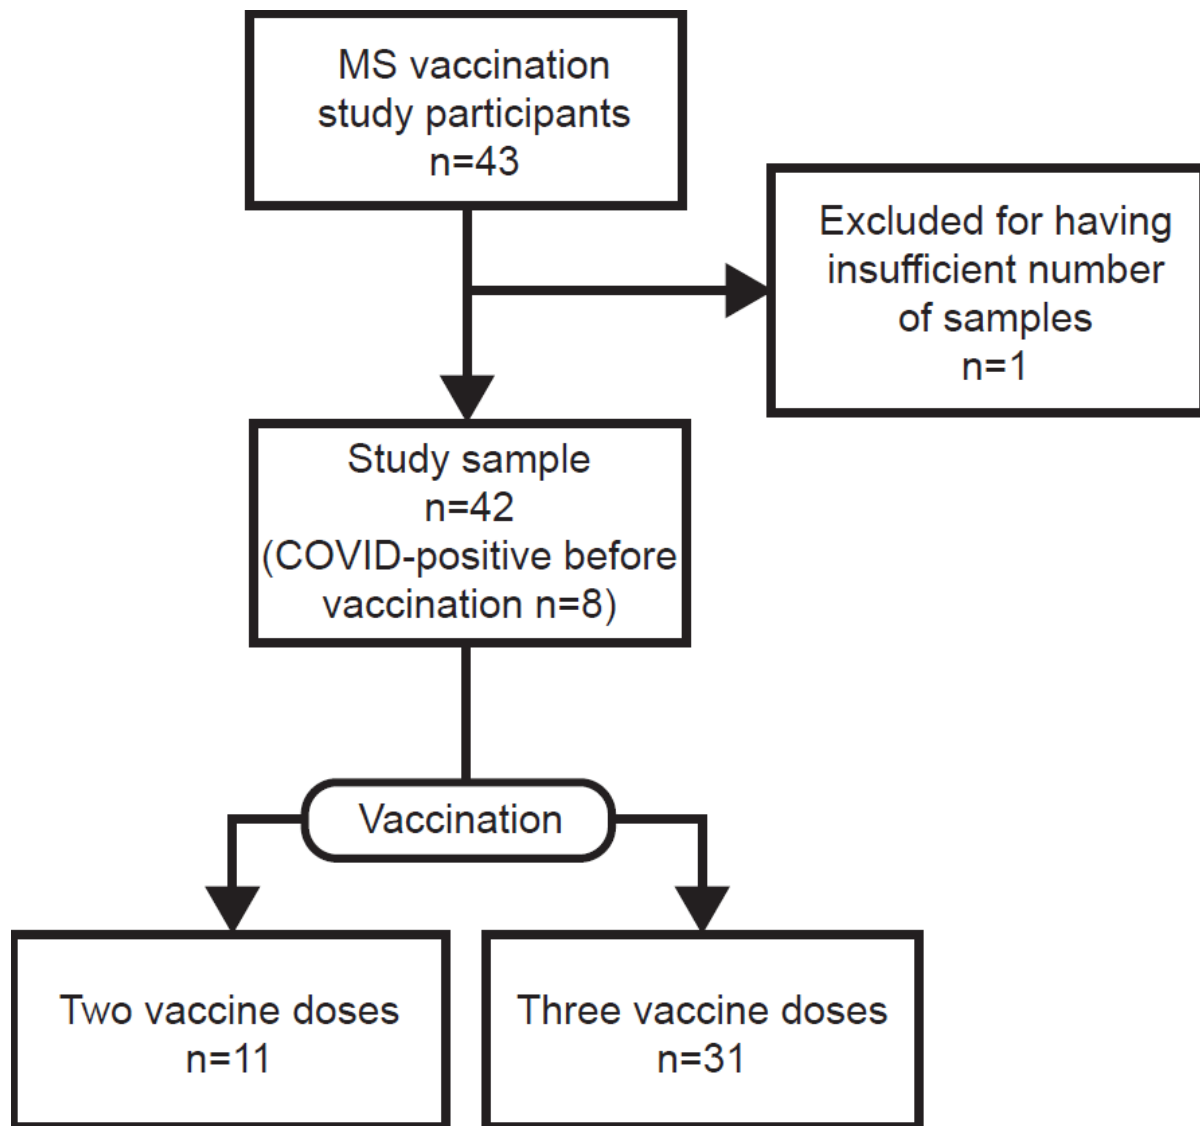 MS vaccination
study participants
n=43
Excluded for having
insufficient number
of samples
n=1
Study sample
n=42
(COVID-positive before
vaccination n=8)
Vaccination
Two vaccine doses
n=11
Three vaccine doses
n=31